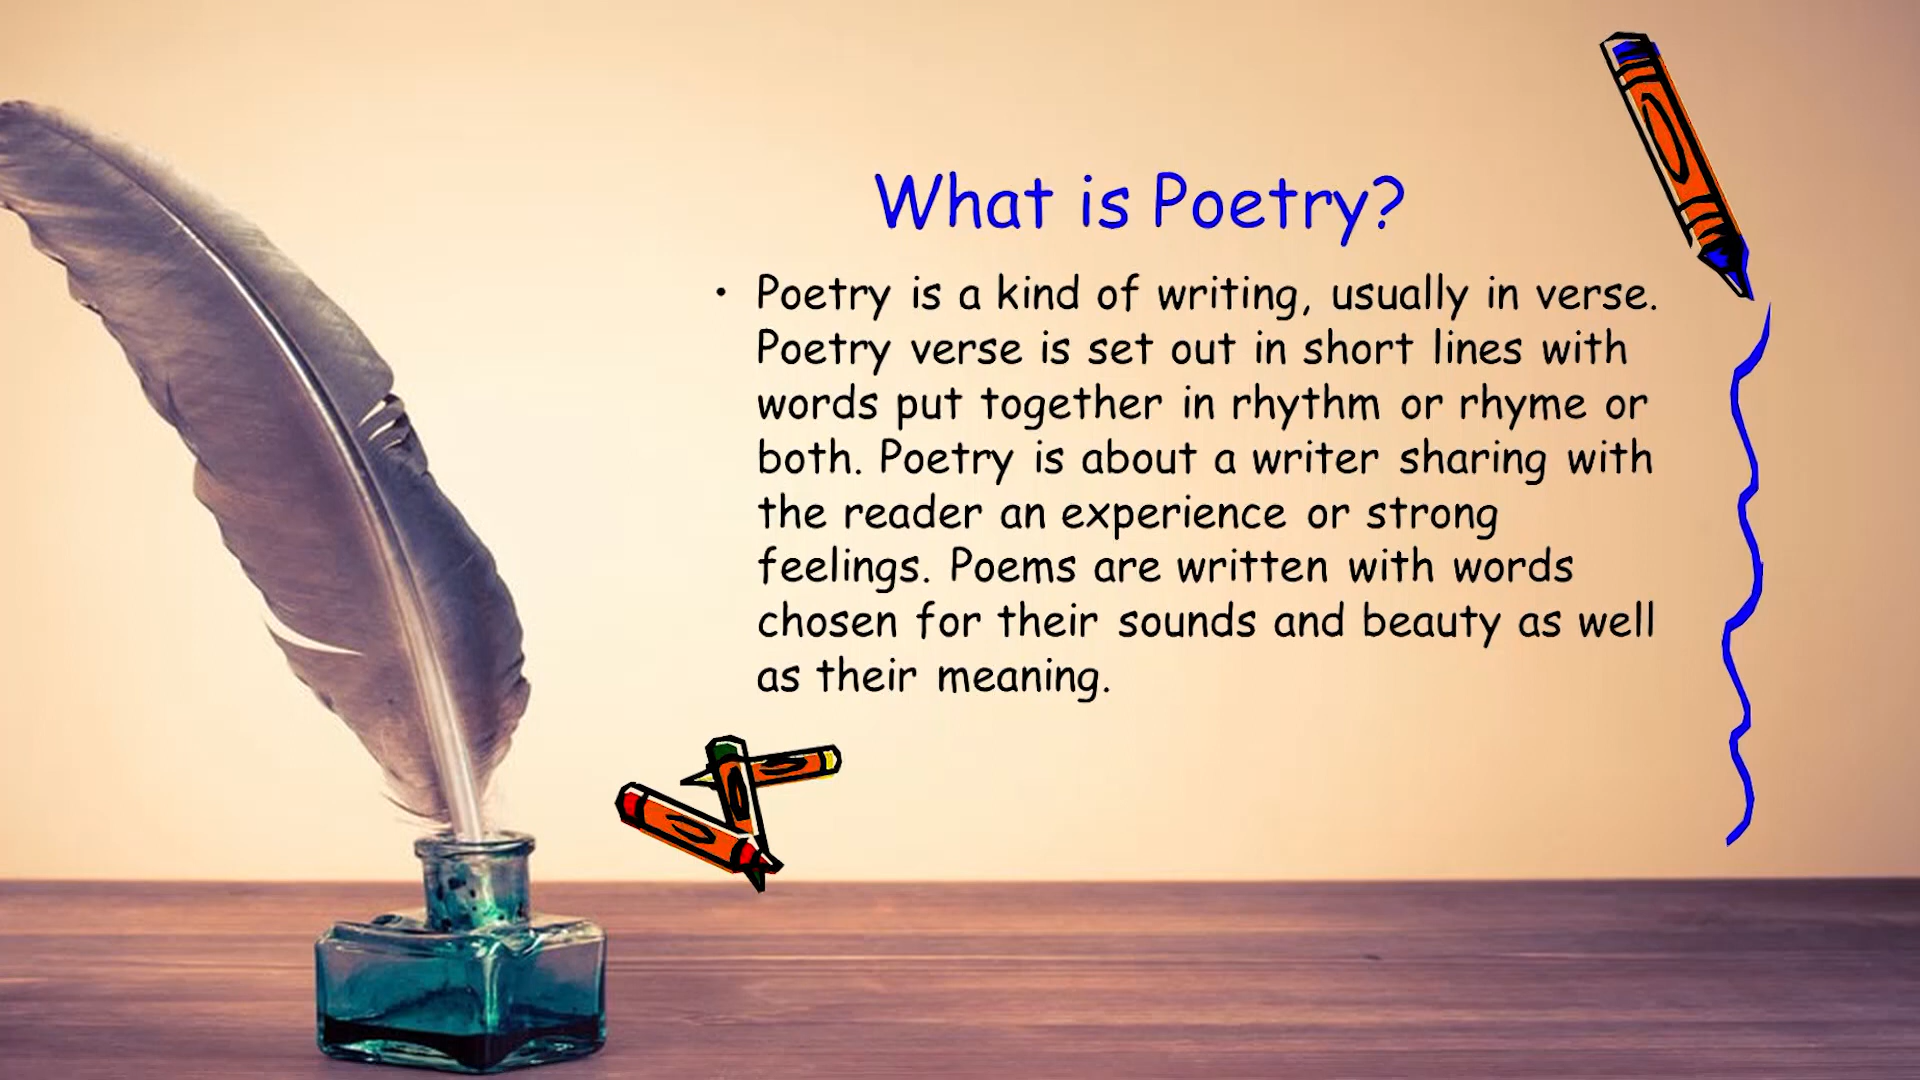 What is Poetry?
• Poetry is a kind of writing, usually in verse.
Poetry verse is set out in short lines with
words put together in rhythm or rhyme or
both. Poetry is about a writer sharing with
the reader an experience or strong
feelings. Poems are written with words
chosen for their sounds and beauty as well
as their meaning.